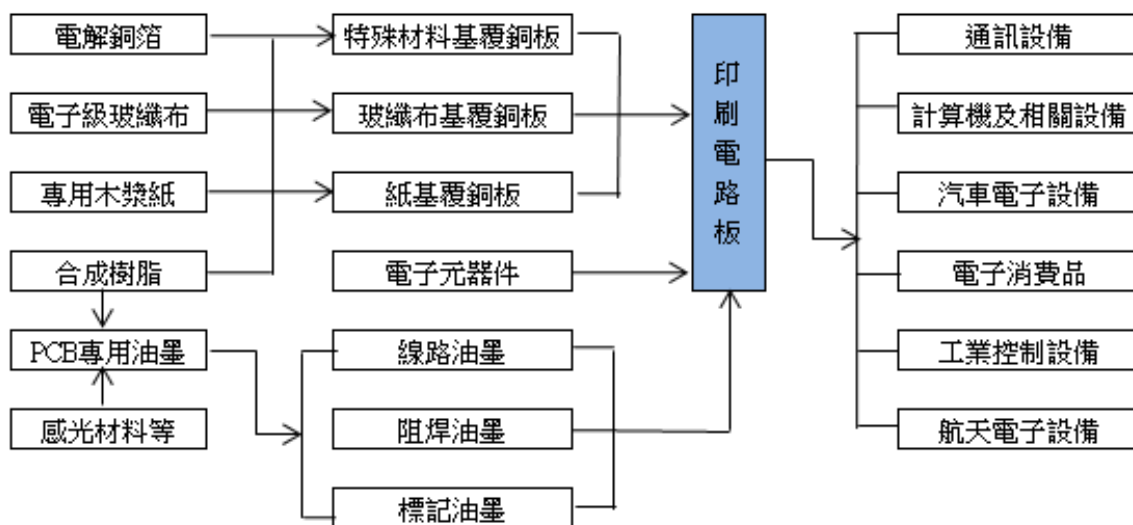 電解銅箔
特殊材料基覆銅板
通訊設備
電子級玻纖布
玻纖布基覆銅板
計算機及相關設備
專用木漿紙
紙基覆銅板
汽車電子設備
印刷電路板
合成樹脂
電子元器件
電子消費品
PCB專用油墨
線路油墨
工業控制設備
感光材料等
阻焊油墨
航天電子設備
標記油墨